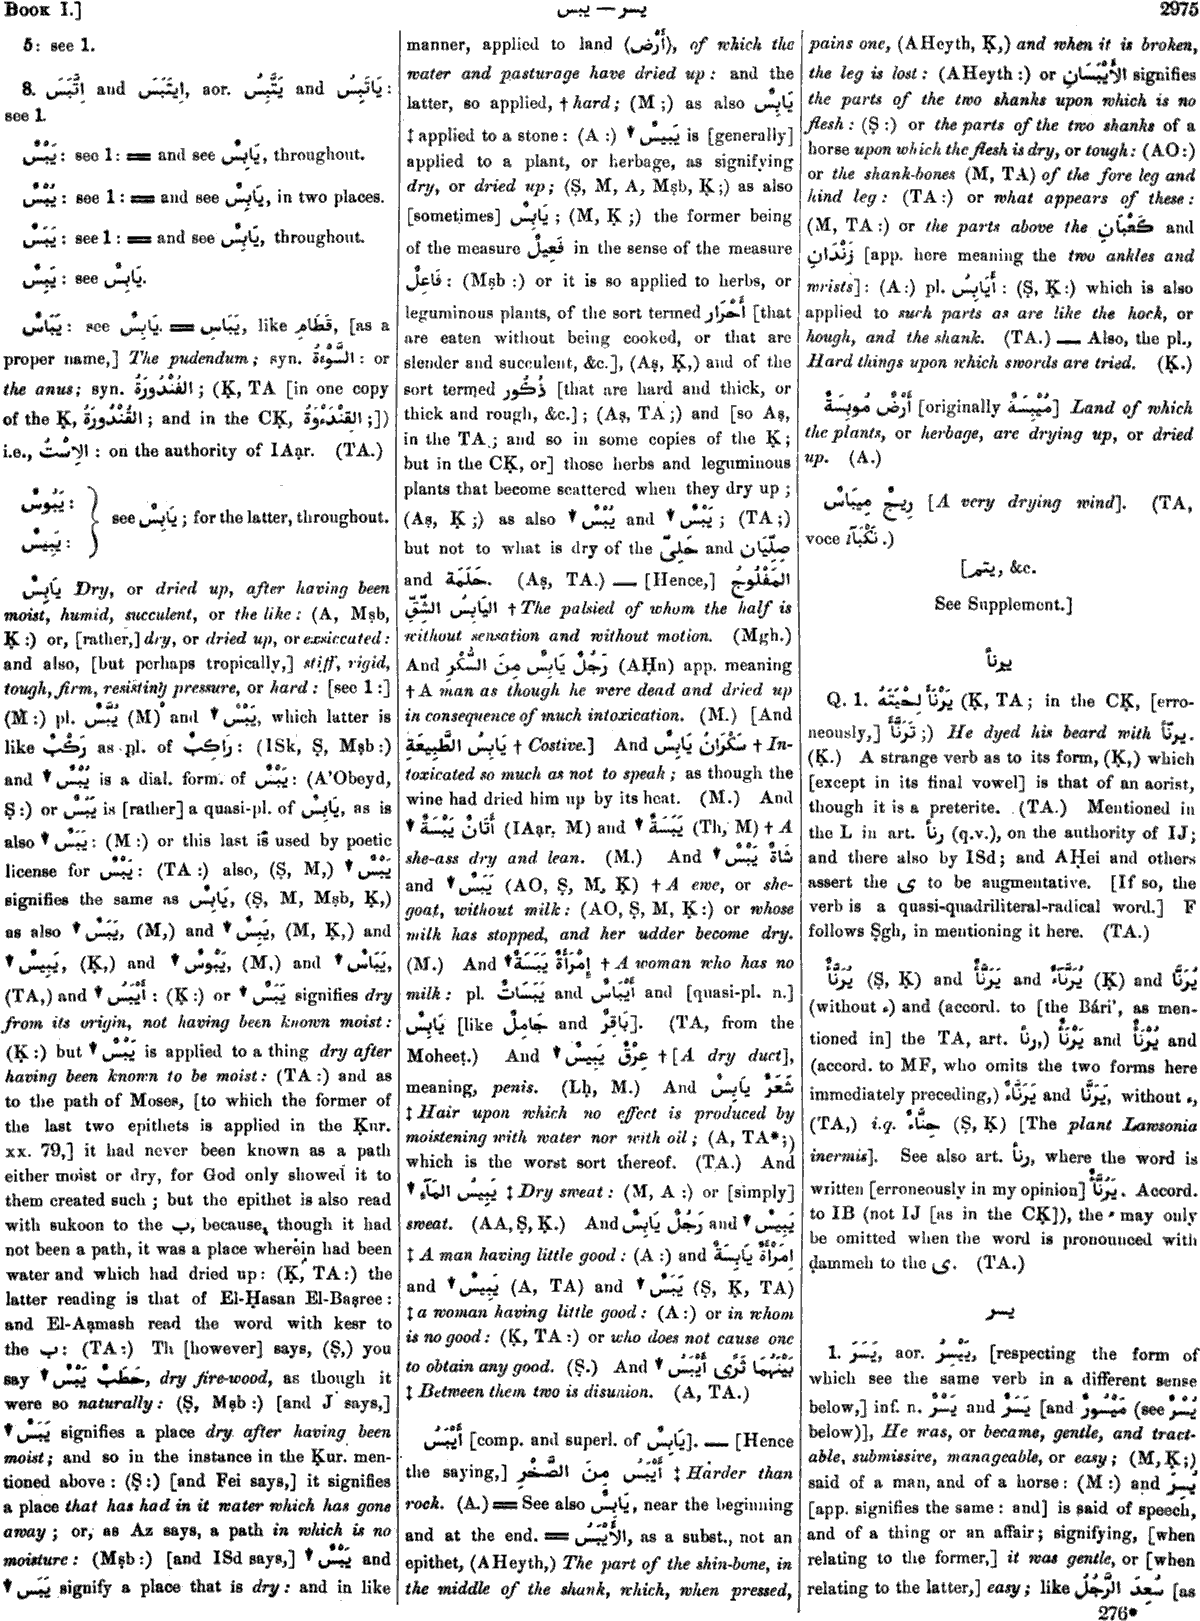 BOOK I.]
يسر — يبس
2975
5: see 1.
8. اِتَّبَسَ and اِيتَبَسَ, aor. يَتَّبِسُ and يَاتَبِسُ:
see 1.
يَبْسٌ: see 1: == and see يَابِسٌ, throughout.
يُبْسٌ: see 1: == and see يَابِسٌ, in two places.
يَبَسٌ: see 1: == and see يَابِسٌ, throughout.
يَبِسٌ: see يَابِسٌ.
يَبَاسٌ: see يَابِسٌ. == يَبَاسِ, like قَطَامِ, [as a
proper name,] The pudendum; syn. السَّوْءَةُ: or
the anus; syn. الفُنْدُورَةُ; (Ḳ, TA [in one copy
of the Ḳ, القُنْدُورَةُ; and in the CḲ, القَنْدَءْوَةُ;])
i.e., الاِسْتُ: on the authority of IAạr. (TA.)
يَبُوسٌ:
يَبِيسٌ:
see يَابِسٌ; for the latter, throughout.
يَابِسٌ Dry, or dried up, after having been
moist, humid, succulent, or the like: (A, Mṣb,
Ḳ:) or, [rather,] dry, or dried up, or exsiccated:
and also, [but perhaps tropically,] stiff, rigid,
tough, firm, resisting pressure, or hard: [see 1:]
(M:) pl. يُبَّسٌ (M) and ▼ يَبْسٌ, which latter is
like رَكْبٌ as pl. of رَاكِبٌ: (ISk, Ṣ, Mṣb:)
and ▼ يُبْسٌ is a dial. form of يَبْسٌ: (A'Obeyd,
Ṣ:) or يَبْسٌ is [rather] a quasi-pl. of يَابِسٌ, as is
also ▼ يَبَسٌ: (M:) or this last is used by poetic
license for يَبْسٌ: (TA:) also, (Ṣ, M,) ▼ يَبْسٌ
signifies the same as يَابِسٌ, (Ṣ, M, Mṣb, Ḳ,)
as also ▼ يَبَسٌ, (M,) and ▼ يَبِسٌ, (M, Ḳ,) and
▼ يَبِيسٌ, (Ḳ,) and ▼ يَبُوسٌ, (M,) and ▼ يَبَاسٌ,
(TA,) and ▼ أَيْبَسُ: (Ḳ:) or ▼ يَبَسٌ signifies dry
from its origin, not having been known moist:
(Ḳ:) but ▼ يَبْسٌ is applied to a thing dry after
having been known to be moist: (TA:) and as
to the path of Moses, [to which the former of
the last two epithets is applied in the Ḳur.
xx. 79,] it had never been known as a path
either moist or dry, for God only showed it to
them created such; but the epithet is also read
with sukoon to the ب, because, though it had
not been a path, it was a place wherein had been
water and which had dried up: (Ḳ, TA:) the
latter reading is that of El-Ḥasan El-Baṣree:
and El-Aạmash read the word with kesr to
the ب: (TA:) Th [however] says, (Ṣ,) you
say ▼ حَطَبٌ يَبْسٌ, dry fire-wood, as though it
were so naturally: (Ṣ, Mṣb:) [and J says,]
▼ يَبَسٌ signifies a place dry after having been
moist; and so in the instance in the Ḳur. men-
tioned above: (Ṣ:) [and Fei says,] it signifies
a place that has had in it water which has gone
away; or, as Az says, a path in which is no
moisture: (Mṣb:) [and ISd says,] ▼ يَبْسٌ and
▼ يَبَسٌ signify a place that is dry: and in like
manner, applied to land (أَرْض), of which the
water and pasturage have dried up: and the
latter, so applied, † hard; (M;) as also يَابِسٌ
‡ applied to a stone: (A:) ▼ يَبِيسٌ is [generally]
applied to a plant, or herbage, as signifying
dry, or dried up; (Ṣ, M, A, Mṣb, Ḳ;) as also
[sometimes] يَابِسٌ; (M, Ḳ;) the former being
of the measure فَعِيلٌ in the sense of the measure
فَاعِلٌ: (Mṣb:) or it is so applied to herbs, or
leguminous plants, of the sort termed أَحْرَار [that
are eaten without being cooked, or that are
slender and succulent, &c.], (Aṣ, Ḳ,) and of the
sort termed ذُكُور [that are hard and thick, or
thick and rough, &c.]; (Aṣ, TA;) and [so Aṣ,
in the TA; and so in some copies of the Ḳ;
but in the CḲ, or] those herbs and leguminous
plants that become scattered when they dry up;
(Aṣ, Ḳ;) as also ▼ يُبْسٌ and ▼ يَبْسٌ; (TA;)
but not to what is dry of the حَلِىّ and صِلِّيَان
and حَلَمَة. (Aṣ, TA.) — [Hence,] المَفْلُوجُ
اليَابِسُ الشِّقِّ † The palsied of whom the half is
without sensation and without motion. (Mgh.)
And رَجُلٌ يَابِسٌ مِنَ السُّكْرِ (AḤn) app. meaning
† A man as though he were dead and dried up
in consequence of much intoxication. (M.) [And
يَابِسُ الطَّبِيعَةِ † Costive.] And سَكْرَانُ يَابِسٌ † In-
toxicated so much as not to speak; as though the
wine had dried him up by its heat. (M.) And
▼ أَتَانٌ يَبْسَةٌ (IAạr, M) and ▼ يَبَسَةٌ (Th, M) † A
she-ass dry and lean. (M.) And ▼ شَاةٌ يَبْسٌ
and ▼ يَبَسٌ (AO, Ṣ, M, Ḳ) † A ewe, or she-
goat, without milk: (AO, Ṣ, M, Ḳ:) or whose
milk has stopped, and her udder become dry.
(M.) And ▼ اِمْرَأَةٌ يَبَسَةٌ † A woman who has no
milk: pl. يَبَسَاتٌ and أَيْبَاسٌ and [quasi-pl. n.]
يَابِسٌ [like جَامِلٌ and بَاقِرٌ]. (TA, from the
Moheeṭ.) And ▼ عِرْقٌ يَبِيسٌ † [A dry duct],
meaning, penis. (Lḥ, M.) And شَعَرٌ يَابِسٌ
‡ Hair upon which no effect is produced by
moistening with water nor with oil; (A, TA*;)
which is the worst sort thereof. (TA.) And
▼ يَبِيسُ المَآءِ ‡ Dry sweat: (M, A:) or [simply]
sweat. (AA, Ṣ, Ḳ.) And رَجُلٌ يَابِسٌ and ▼ يَبِيسٌ
‡ A man having little good: (A:) and اِمرَأَةٌ يَابِسَةٌ
and ▼ يَبِيسٌ (A, TA) and ▼ يَبَسٌ (Ṣ, Ḳ, TA)
‡ a woman having little good: (A:) or in whom
is no good: (Ḳ, TA:) or who does not cause one
to obtain any good. (Ṣ.) And ▼ بَيْنَهُمَا ثَرًى أَيْبَسُ
‡ Between them two is disunion. (A, TA.)
أَيْبَسُ [comp. and superl. of يَابِسٌ]. — [Hence
the saying,] أَيْبَسُ مِنَ الصَّخْرِ ‡ Harder than
rock. (A.) == See also يَابِسٌ, near the beginning
and at the end. == الأَيْبَسُ, as a subst., not an
epithet, (AHeyth,) The part of the shin-bone, in
the middle of the shank, which, when pressed,
pains one, (AHeyth, Ḳ,) and when it is broken,
the leg is lost: (AHeyth:) or الأَيْبَسَانِ signifies
the parts of the two shanks upon which is no
flesh: (Ṣ:) or the parts of the two shanks of a
horse upon which the flesh is dry, or tough: (AO:)
or the shank-bones (M, TA) of the fore leg and
hind leg: (TA:) or what appears of these:
(M, TA:) or the parts above the كَعْبَانِ and
زَنْدَانِ [app. here meaning the two ankles and
wrists]: (A:) pl. أَيَابِسُ: (Ṣ, Ḳ:) which is also
applied to such parts as are like the hock, or
hough, and the shank. (TA.) — Also, the pl.,
Hard things upon which swords are tried. (Ḳ.)
أَرْضٌ مُوبِسَةٌ [originally مُيْبِسَةٌ] Land of which
the plants, or herbage, are drying up, or dried
up. (A.)
رِيحٌ مِيبَاسٌ [A very drying wind]. (TA,
voce نَكْبَآء.)
[يتم, &c.
See Supplement.]
يرنأ
Q. 1. يَرْنَأَ لِحْيَتَهُ (Ḳ, TA; in the CḲ, [erro-
neously,] تَرَنَّأَ;) He dyed his beard with يرنّأ.
(Ḳ.) A strange verb as to its form, (Ḳ,) which
[except in its final vowel] is that of an aorist,
though it is a preterite. (TA.) Mentioned in
the L in art. رنأ (q.v.), on the authority of IJ;
and there also by ISd; and AḤei and others
assert the ى to be augmentative. [If so, the
verb is a quasi-quadriliteral-radical word.] F
follows Ṣgh, in mentioning it here. (TA.)
يُرَنَّأٌ (Ṣ, Ḳ) and يَرَنَّأٌ and يُرَنَّآءٌ (Ḳ) and يُرَنَّا
(without ء) and (accord. to [the Bári', as men-
tioned in] the TA, art. رنأ,) يَرْنَأٌ and يُرْنَأٌ and
(accord. to MF, who omits the two forms here
immediately preceding,) يَرَنَّاءٌ and يَرَنَّا, without ء,
(TA,) i.q. حِنَّاءٌ (Ṣ, Ḳ) [The plant Lawsonia
inermis]. See also art. رنأ, where the word is
written [erroneously in my opinion] يَرَنَّأٌ. Accord.
to IB (not IJ [as in the CḲ]), the ء may only
be omitted when the word is pronounced with
ḍammeh to the ى. (TA.)
يسر
1. يَسَرَ, aor. يَيْسِرُ, [respecting the form of
which see the same verb in a different sense
below,] inf. n. يَسْرٌ and يَسَرٌ [and مَيْسُورٌ (see يُسْرٌ
below)], He was, or became, gentle, and tract-
able, submissive, manageable, or easy; (M, Ḳ;)
said of a man, and of a horse: (M:) and يَسِرَ
[app. signifies the same: and] is said of speech,
and of a thing or an affair; signifying, [when
relating to the former,] it was gentle, or [when
relating to the latter,] easy; like سُعِدَ الرَّجُلُ [as
276*